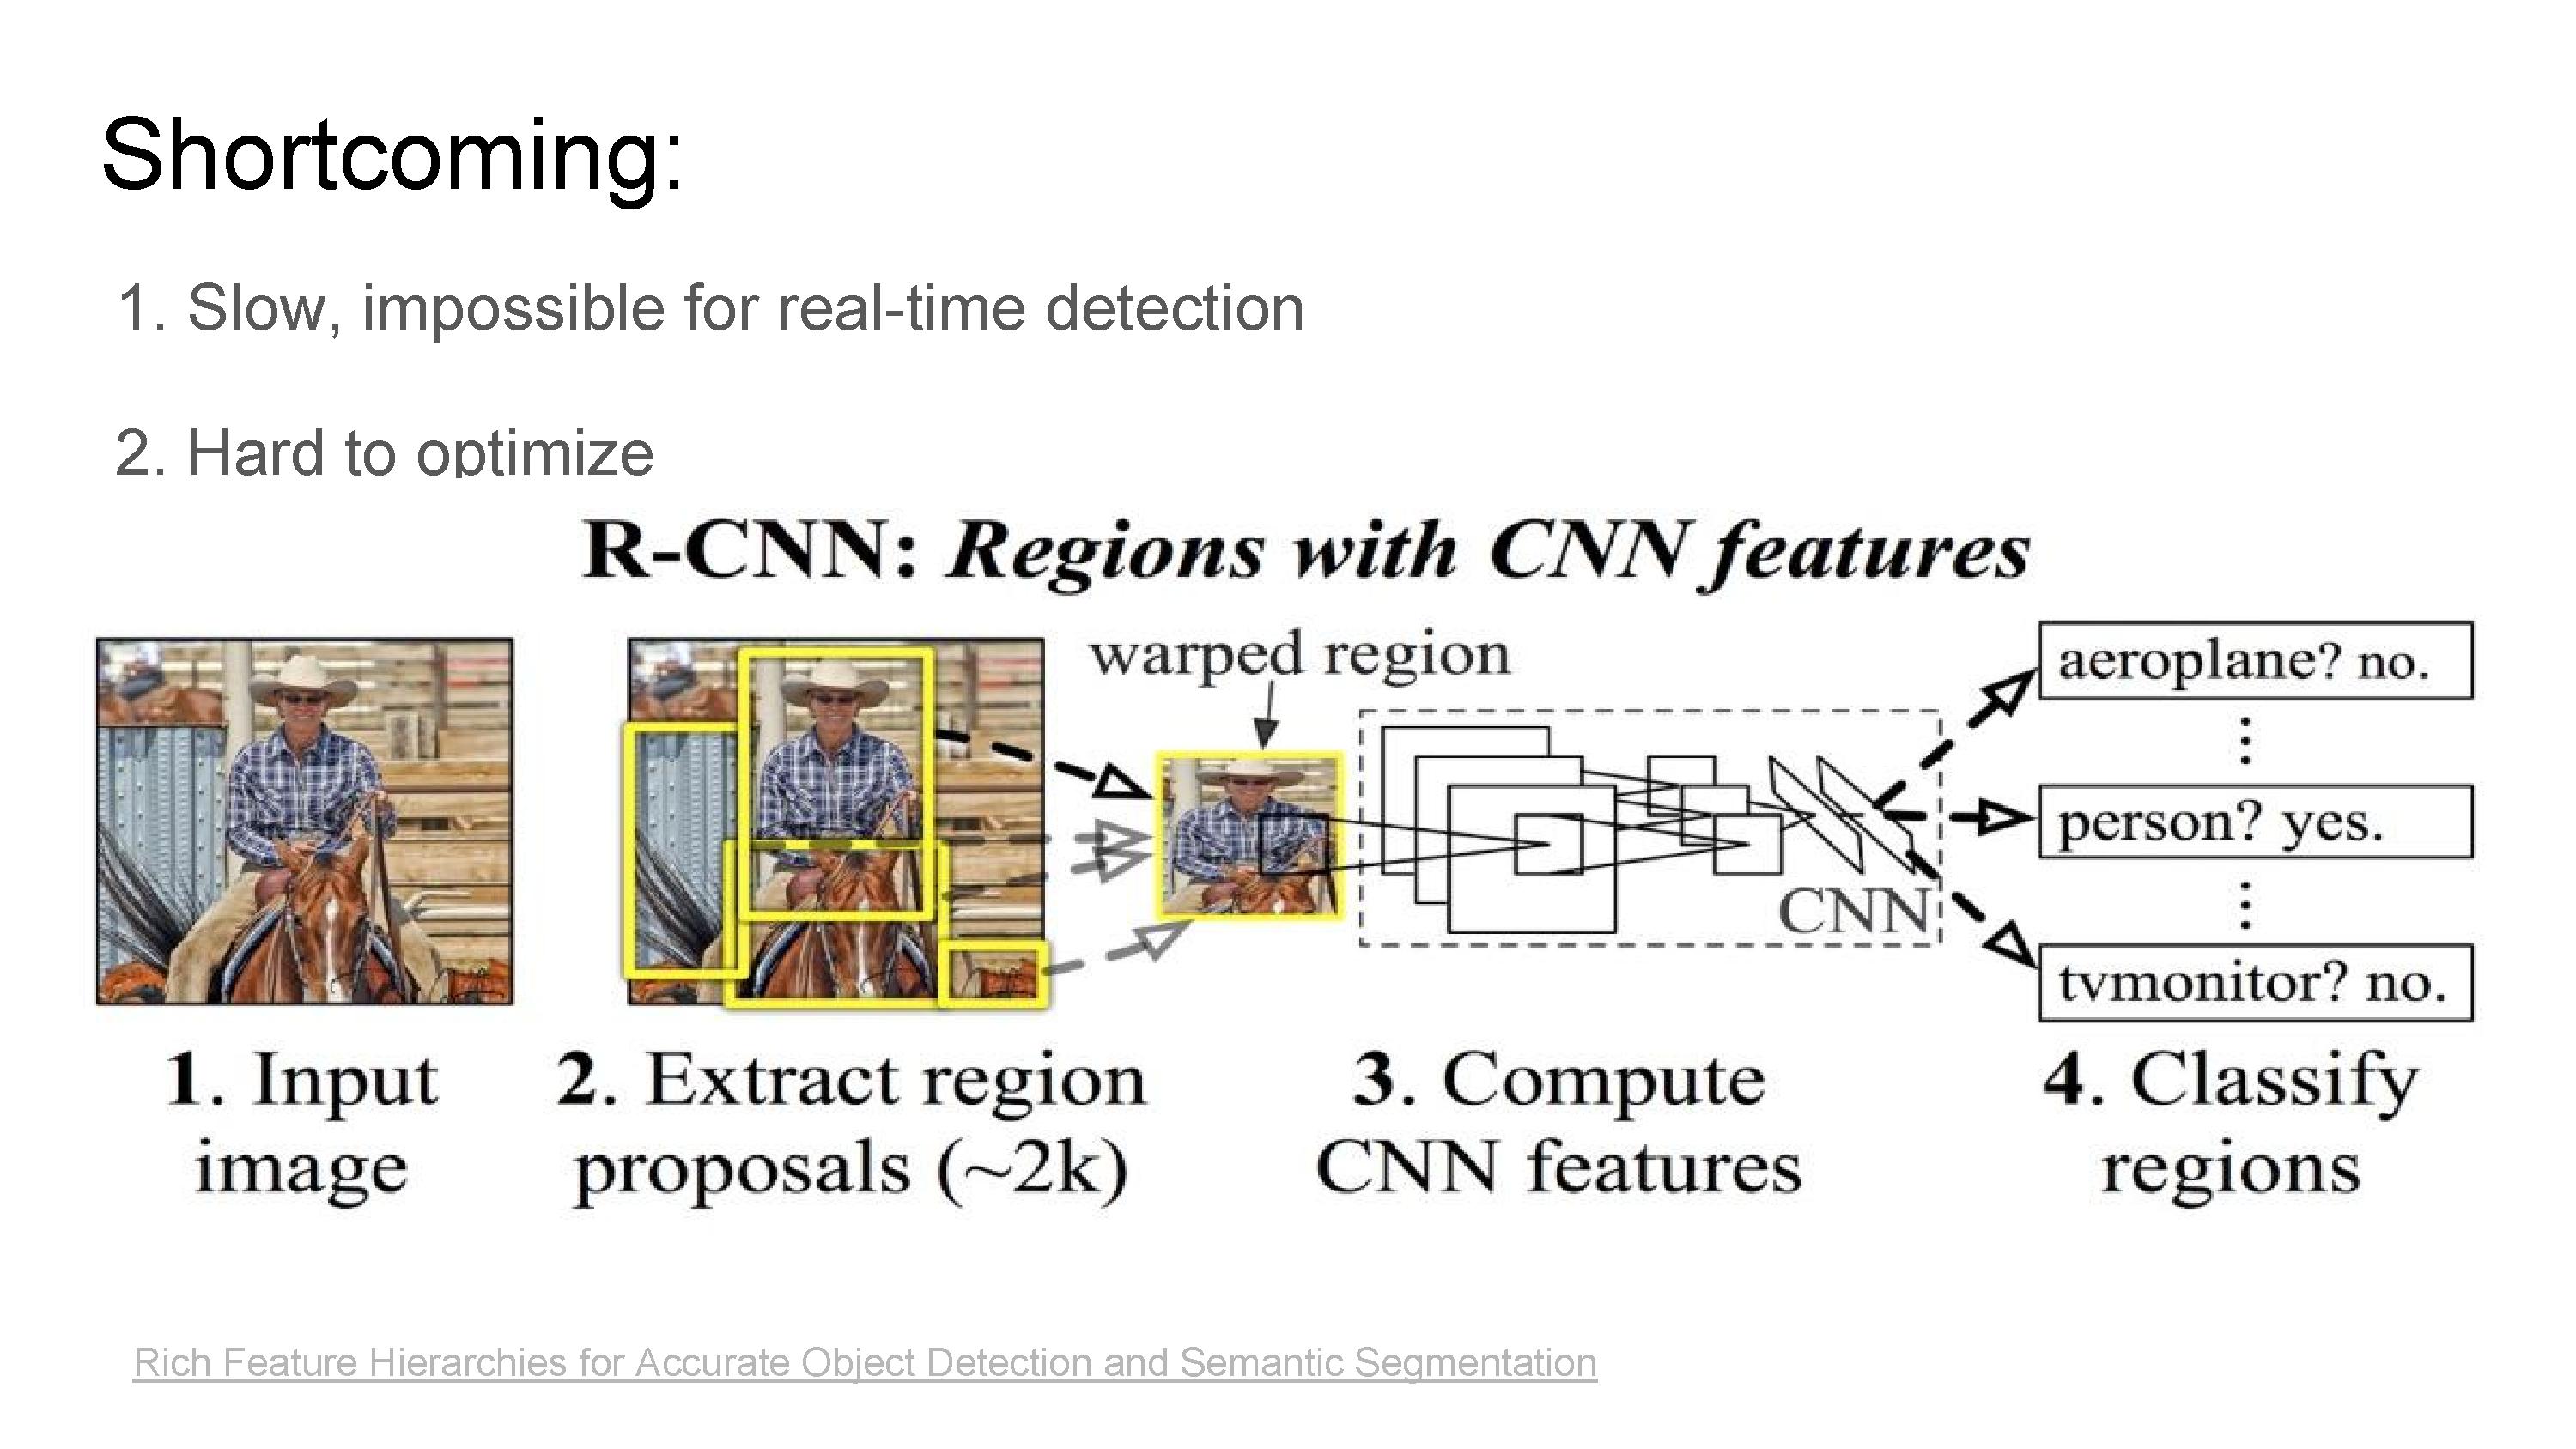 Shortcoming:
1. Slow, impossible for real-time detection
2. Hard to optimize
R-CNN: Regions with CNN features
warped region
aeroplane? no.
person? yes.
CNN
tvmonitor? no.
1. Input
image
2. Extract region
proposals (~2k)
3. Compute
CNN features
4. Classify
regions
Rich Feature Hierarchies for Accurate Object Detection and Semantic Segmentation